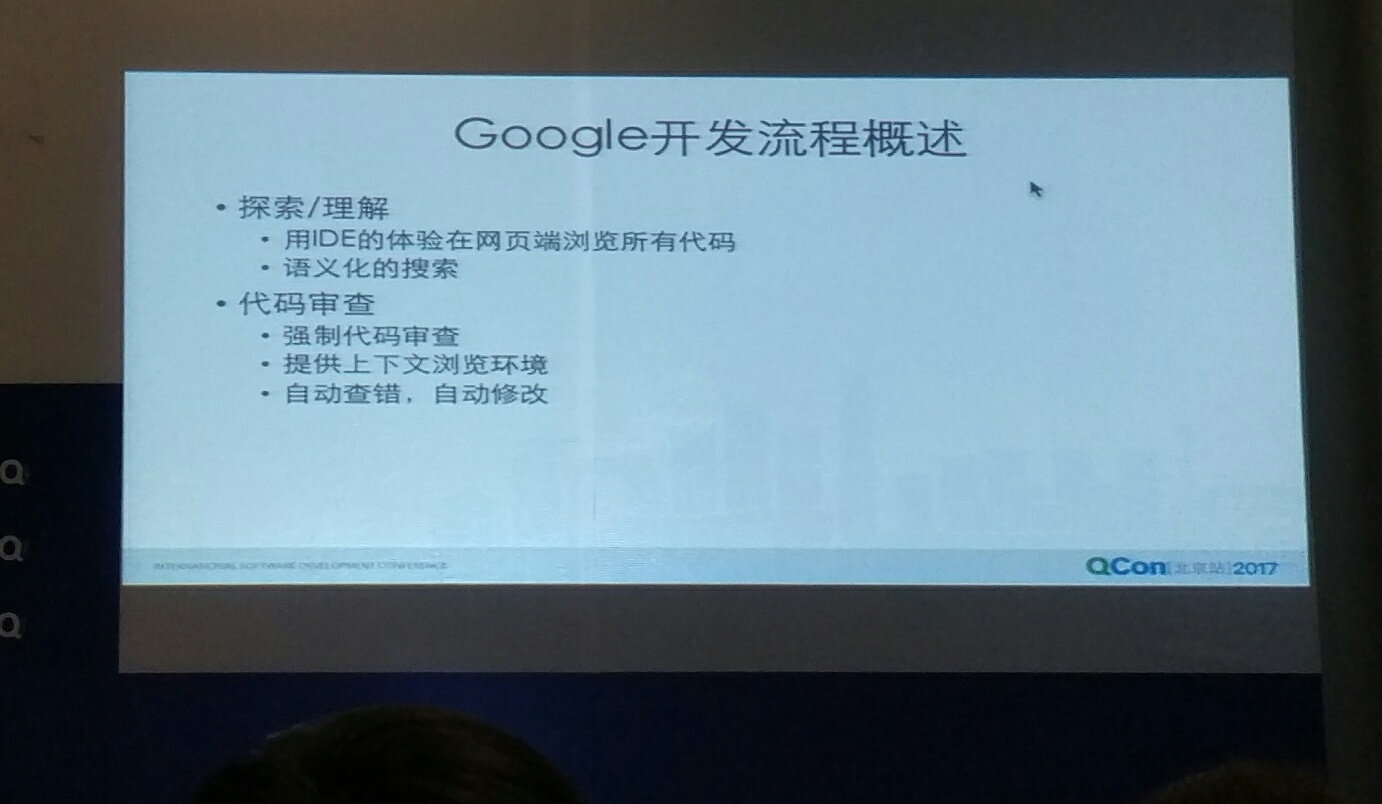 Google开发流程概述
• 探索/理解
• 用IDE的体验在网页端浏览所有代码
• 语义化的搜索
• 代码审查
• 强制代码审查
• 提供上下文浏览环境
• 自动查错，自动修改
INTERNATIONAL SOFTWARE DEVELOPMENT CONFERENCE
QCon[北京站]2017
Q
Q
Q